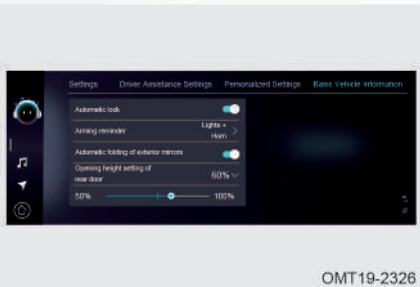 Settings Driver Assistance Settings Personalized Settings Basic Vehicle Information
Automatic lock
Arming reminder
Lights +
Horn
Automatic folding of exterior mirrors
Opening height setting of
rear door
60%
50% 100%
OMT19-2326